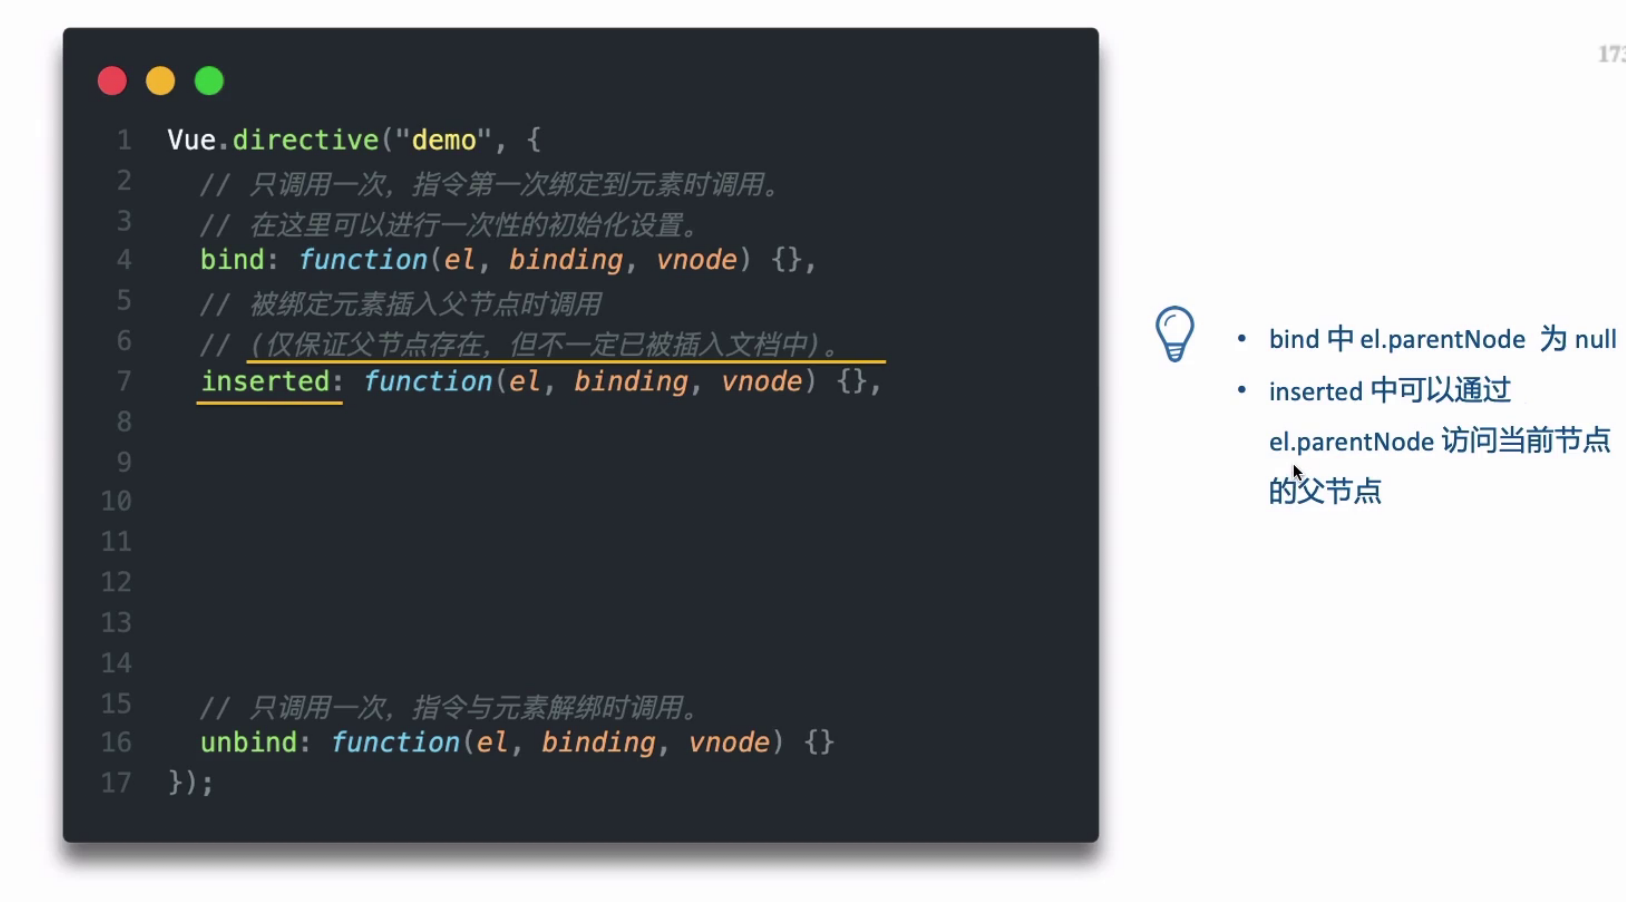 173
1 Vue.directive("demo", {
2 // 只调用一次，指令第一次绑定到元素时调用。
3 // 在这里可以进行一次性的初始化设置。
4 bind: function(el, binding, vnode) {},
5 // 被绑定元素插入父节点时调用
6 // (仅保证父节点存在，但不一定已被插入文档中)。
7 inserted: function(el, binding, vnode) {},
8
9
10
11
12
13
14
15 // 只调用一次，指令与元素解绑时调用。
16 unbind: function(el, binding, vnode) {}
17 });
• bind 中 el.parentNode 为 null
• inserted 中可以通过
el.parentNode 访问当前节点
的父节点